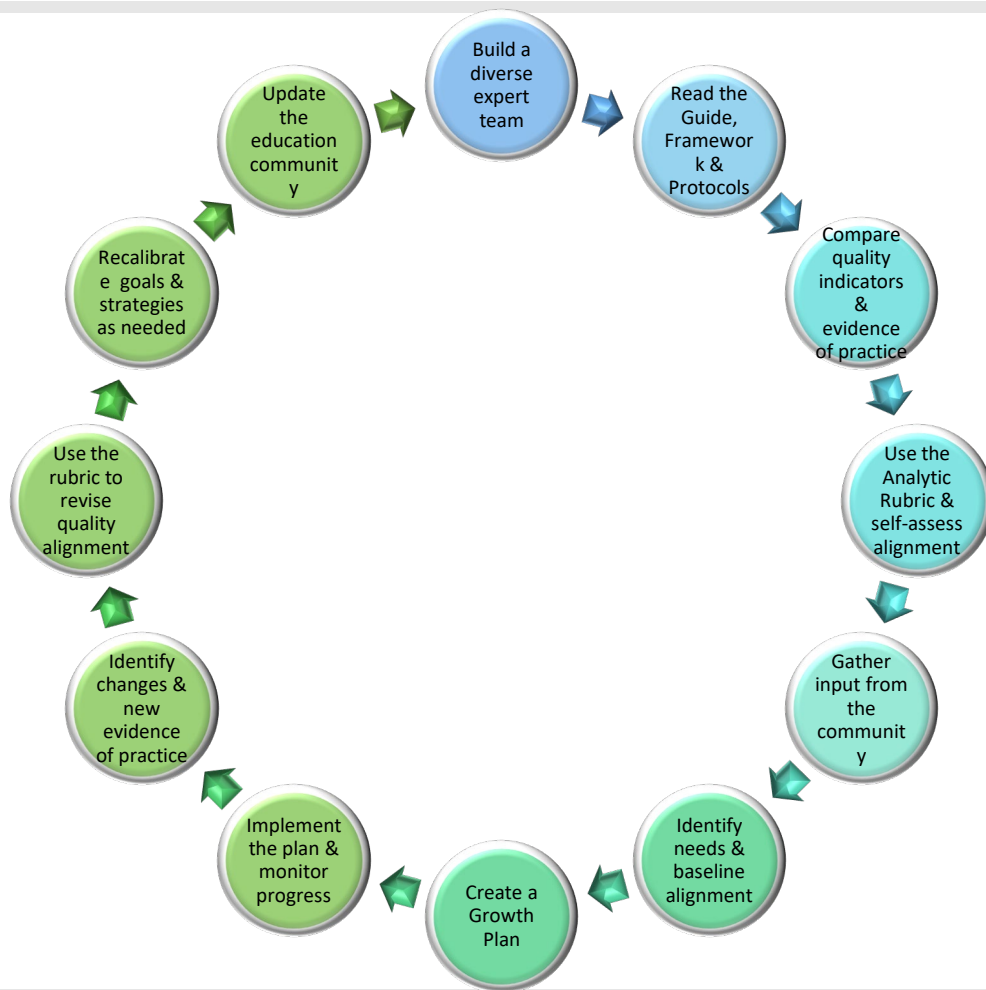 Build a
diverse
expert
team
Read the
Guide,
Framewor
k &
Protocols
Compare
quality
indicators
&
evidence
of practice
Use the
Analytic
Rubric &
self-assess
alignment
Gather
input from
the
communit
y
Identify
needs &
baseline
alignment
Create a
Growth
Plan
Implement
the plan &
monitor
progress
Identify
changes &
new
evidence
of practice
Use the
rubric to
revise
quality
alignment
Recalibrat
e goals &
strategies
as needed
Update
the
education
communit
y